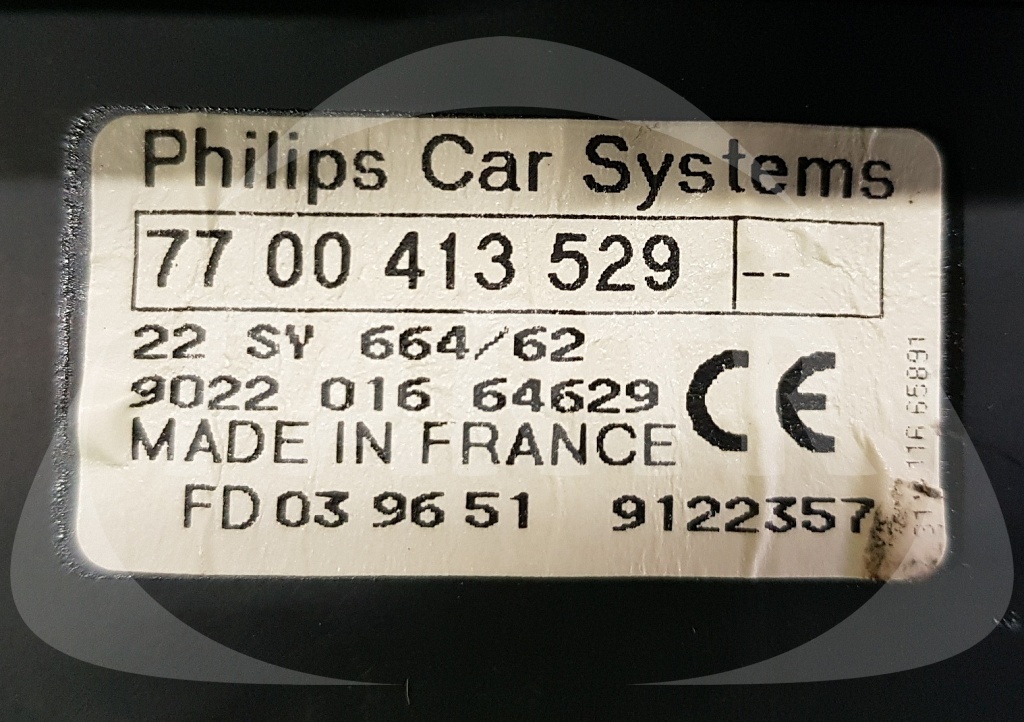 Philips Car Systems
77 00 413 529 --
22 SY 664/62
9022 016 64629
MADE IN FRANCE
CE
FD 03 96 51 9122357